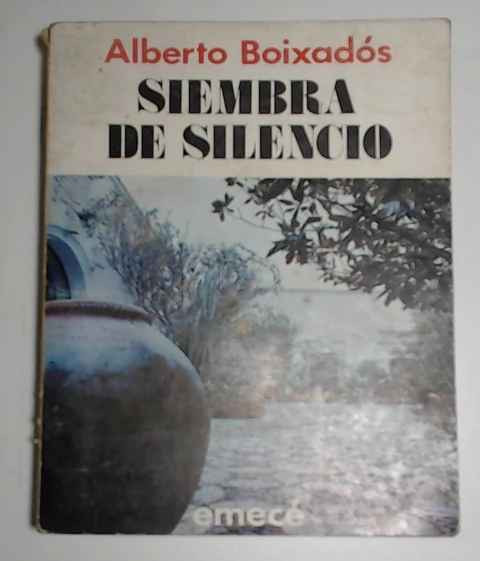 Alberto Boixadós
SIEMBRA
DE SILENCIO
emecé